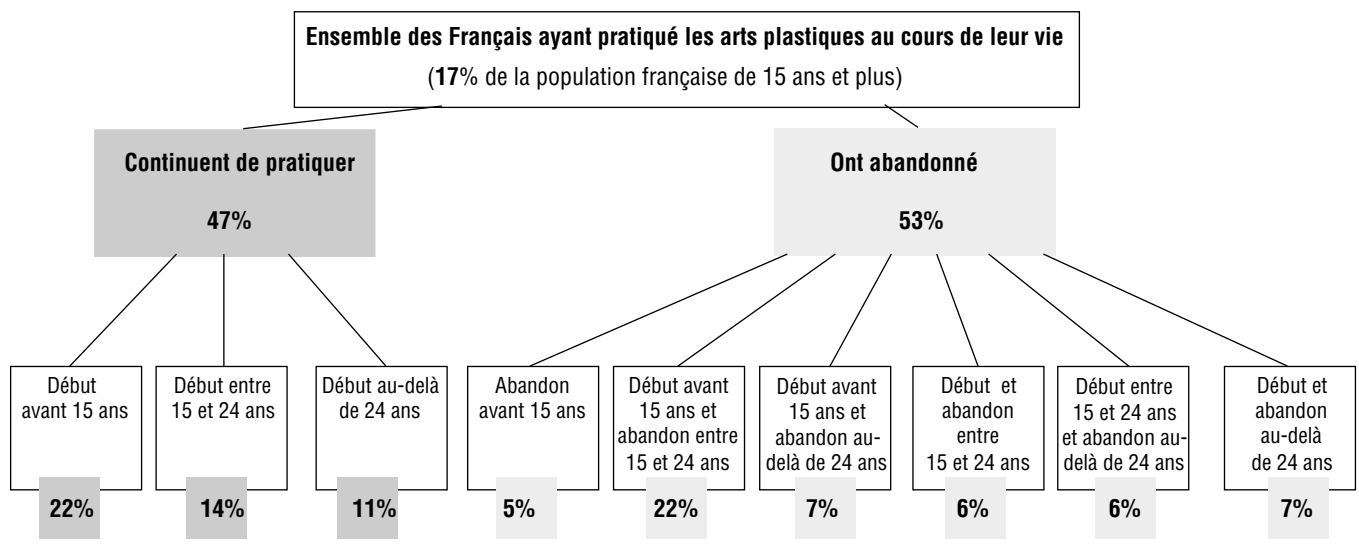 Ensemble des Français ayant pratiqué les arts plastiques au cours de leur vie
(17% de la population française de 15 ans et plus)
Continuent de pratiquer
47%
Ont abandonné
53%
Début
avant 15 ans
22%
Début entre
15 et 24 ans
14%
Début au-delà
de 24 ans
11%
Abandon
avant 15 ans
5%
Début avant
15 ans et
abandon entre
15 et 24 ans
22%
Début avant
15 ans et
abandon au-
delà de 24 ans
7%
Début et
abandon
entre
15 et 24 ans
6%
Début entre
15 et 24 ans
et abandon au-
delà de 24 ans
6%
Début et
abandon
au-delà
de 24 ans
7%